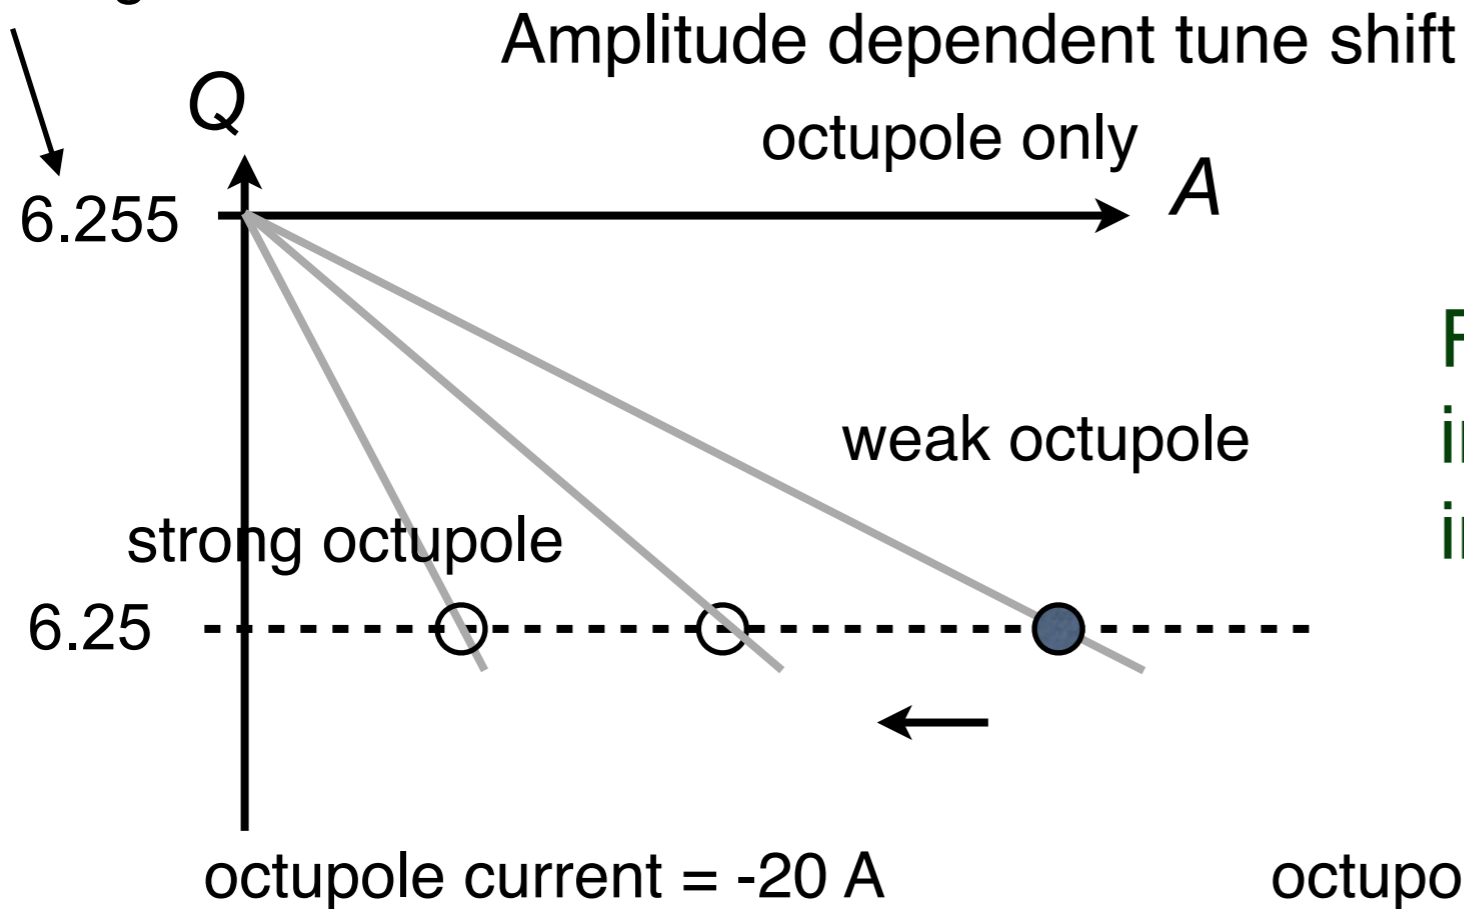 Amplitude dependent tune shift
Q
octupole only
A
6.255
weak octupole
strong octupole
6.25
octupole current = -20 A